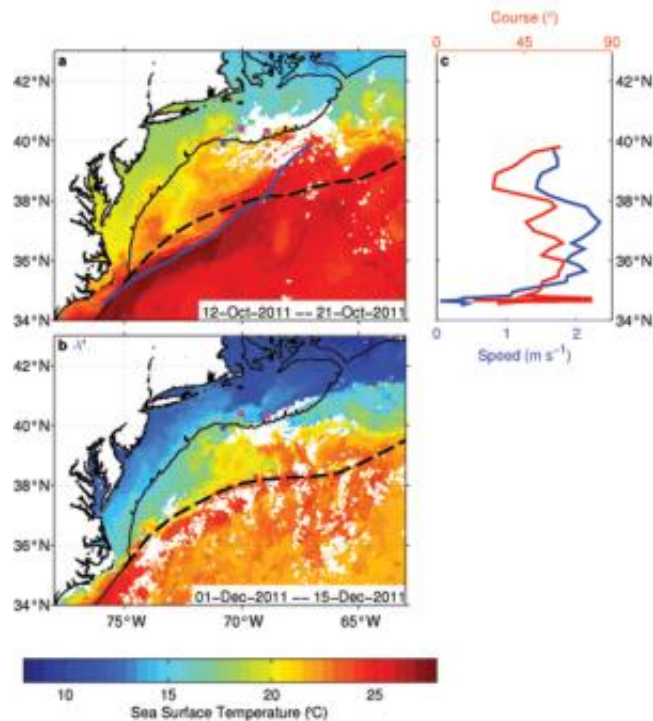 Course (°)
0 45 90
a
c
42°N 42°N
40°N 40°N
38°N 38°N
36°N 36°N
34°N 34°N
12-Oct-2011 -- 21-Oct-2011
0 1 2
Speed (m s⁻¹)
b
42°N
40°N
38°N
36°N
34°N
01-Dec-2011 -- 15-Dec-2011
75°W 70°W 65°W
10 15 20 25
Sea Surface Temperature (°C)